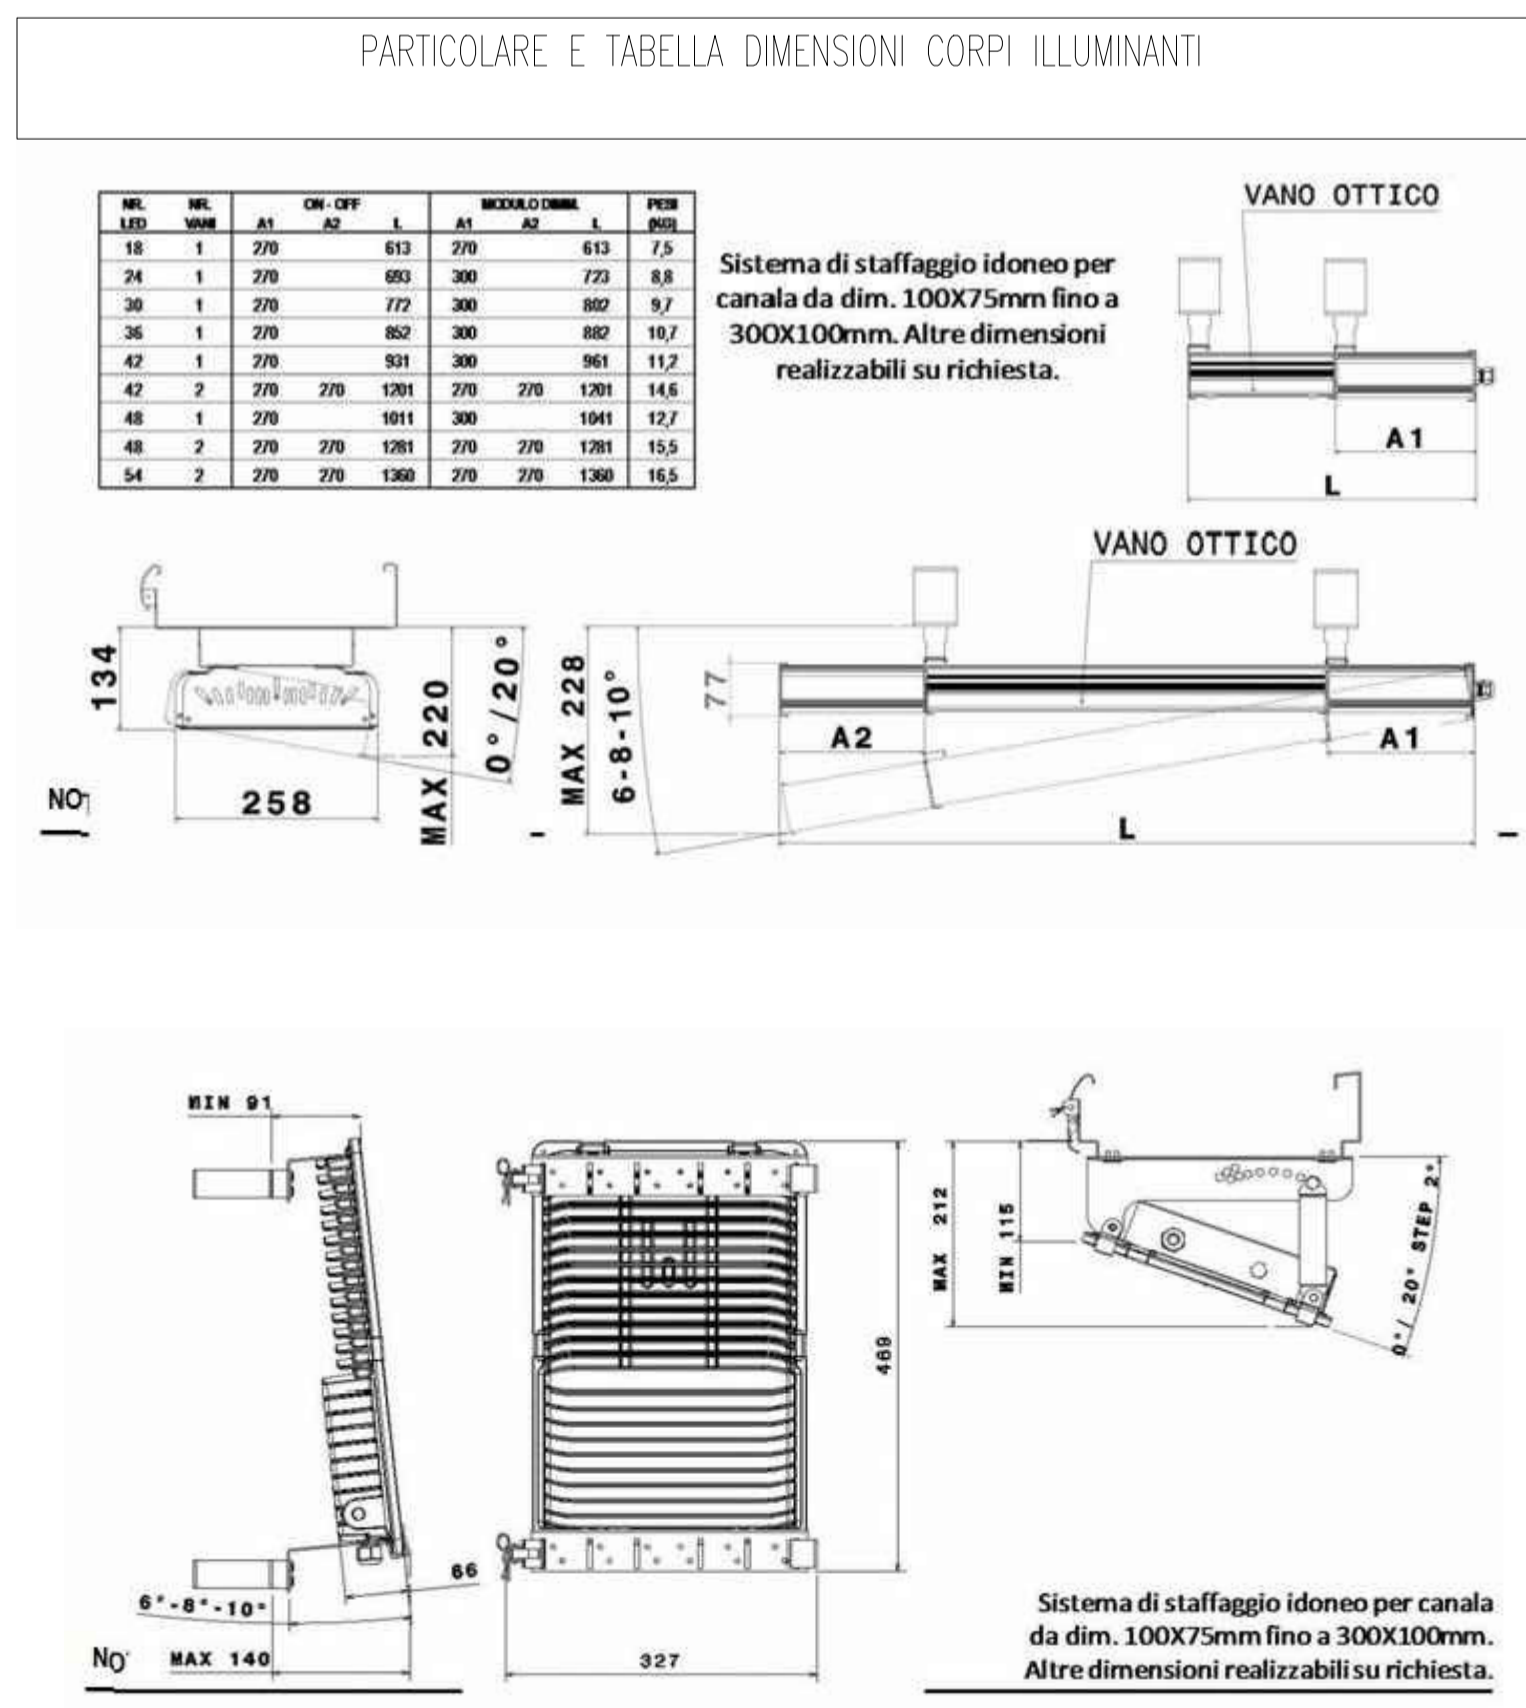 PARTICOLARE E TABELLA DIMENSIONI CORPI ILLUMINANTI
NR. NR. ON - OFF MODULO DIMM. PESI
LED VANI A1 A2 L A1 A2 L (KG)
18 1 270 613 270 613 7,5
24 1 270 693 300 723 8,8
30 1 270 772 300 802 9,7
36 1 270 852 300 882 10,7
42 1 270 931 300 961 11,2
42 2 270 270 1201 270 270 1201 14,6
48 1 270 1011 300 1041 12,7
48 2 270 270 1281 270 270 1281 15,5
54 2 270 270 1360 270 270 1360 16,5
Sistema di staffaggio idoneo per
canala da dim. 100X75mm fino a
300X100mm. Altre dimensioni
realizzabili su richiesta.
VANO OTTICO
A1
L
134
258
MAX 220
0°/20°
NO
VANO OTTICO
MAX 228
6-8-10°
77
A2
A1
L
MIN 91
66
6°-8°-10°
MAX 140
NO
469
327
MAX 212
MIN 115
0°/ 20° STEP 2°
Sistema di staffaggio idoneo per canala
da dim. 100X75mm fino a 300X100mm.
Altre dimensioni realizzabili su richiesta.